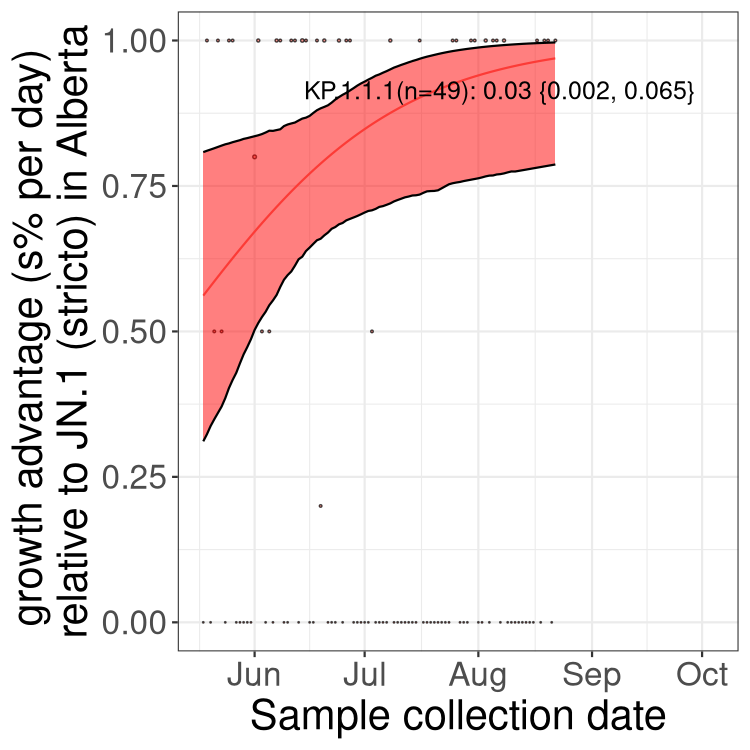 growth advantage (s% per day)
relative to JN.1 (stricto) in Alberta
1.00
0.75
0.50
0.25
0.00
KP.1.1.1(n=49): 0.03 {0.002, 0.065}
Jun Jul Aug Sep Oct
Sample collection date